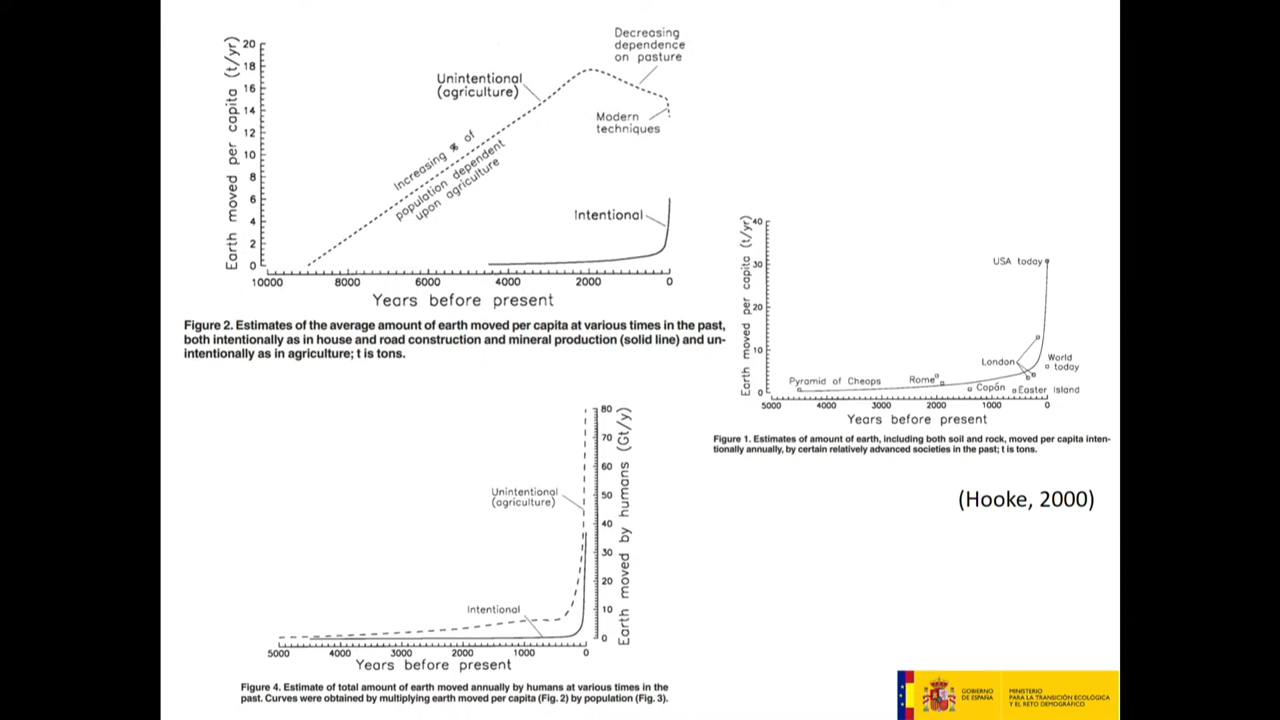 Earth moved per capita (t/yr)
20
18
16
14
12
10
8
6
4
2
0
Decreasing
dependence
on pasture
Unintentional
(agriculture)
Modern
techniques
Increasing % of
population dependent
upon agriculture
Intentional
10000 8000 6000 4000 2000 0
Years before present
Figure 2. Estimates of the average amount of earth moved per capita at various times in the past,
both intentionally as in house and road construction and mineral production (solid line) and un-
intentionally as in agriculture; t is tons.
Earth moved per capita (t/yr)
40
30
20
10
0
USA today
London
World
today
Pyramid of Cheops
Rome
Copán
Easter Island
5000 4000 3000 2000 1000 0
Years before present
Figure 1. Estimates of amount of earth, including both soil and rock, moved per capita inten-
tionally annually, by certain relatively advanced societies in the past; t is tons.
(Hooke, 2000)
80
70
60
50
40
30
20
10
0
Earth moved by humans (Gt/y)
Unintentional
(agriculture)
Intentional
5000 4000 3000 2000 1000 0
Years before present
Figure 4. Estimate of total amount of earth moved annually by humans at various times in the
past. Curves were obtained by multiplying earth moved per capita (Fig. 2) by population (Fig. 3).
GOBIERNO
DE ESPAÑA
MINISTERIO
PARA LA TRANSICIÓN ECOLÓGICA
Y EL RETO DEMOGRÁFICO